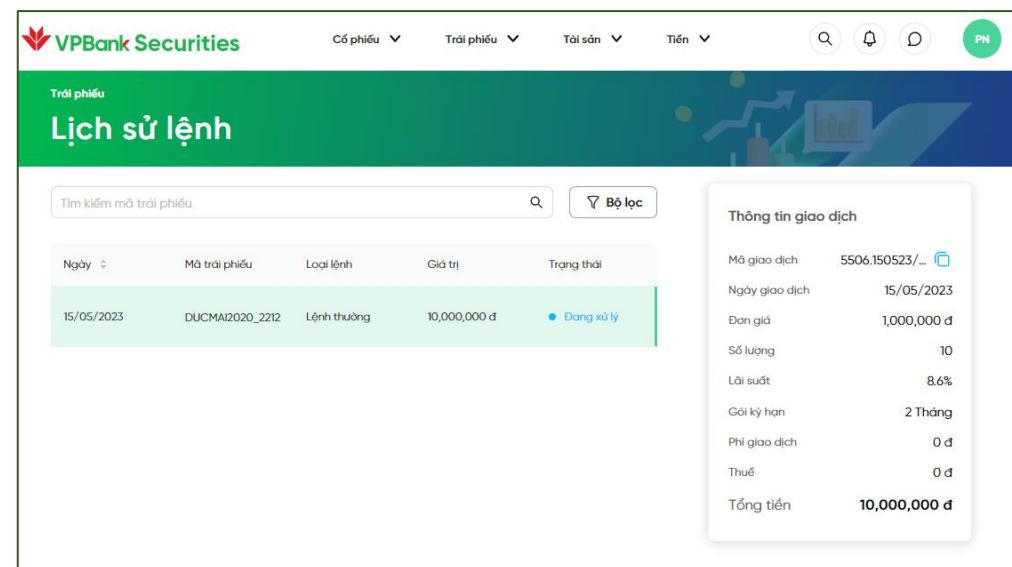 VPBank Securities
Cổ phiếu Trái phiếu Tài sản Tiền PN
Trái phiếu
Lịch sử lệnh
Tìm kiếm mã trái phiếu
Bộ lọc
Ngày Mã trái phiếu Loại lệnh Giá trị Trạng thái
15/05/2023 DUCMAI2020_2212 Lệnh thường 10,000,000 đ Đang xử lý
Thông tin giao dịch
Mã giao dịch 5506.150523/...
Ngày giao dịch 15/05/2023
Đơn giá 1,000,000 đ
Số lượng 10
Lãi suất 8.6%
Gói kỳ hạn 2 Tháng
Phí giao dịch 0 đ
Thuế 0 đ
Tổng tiền 10,000,000 đ